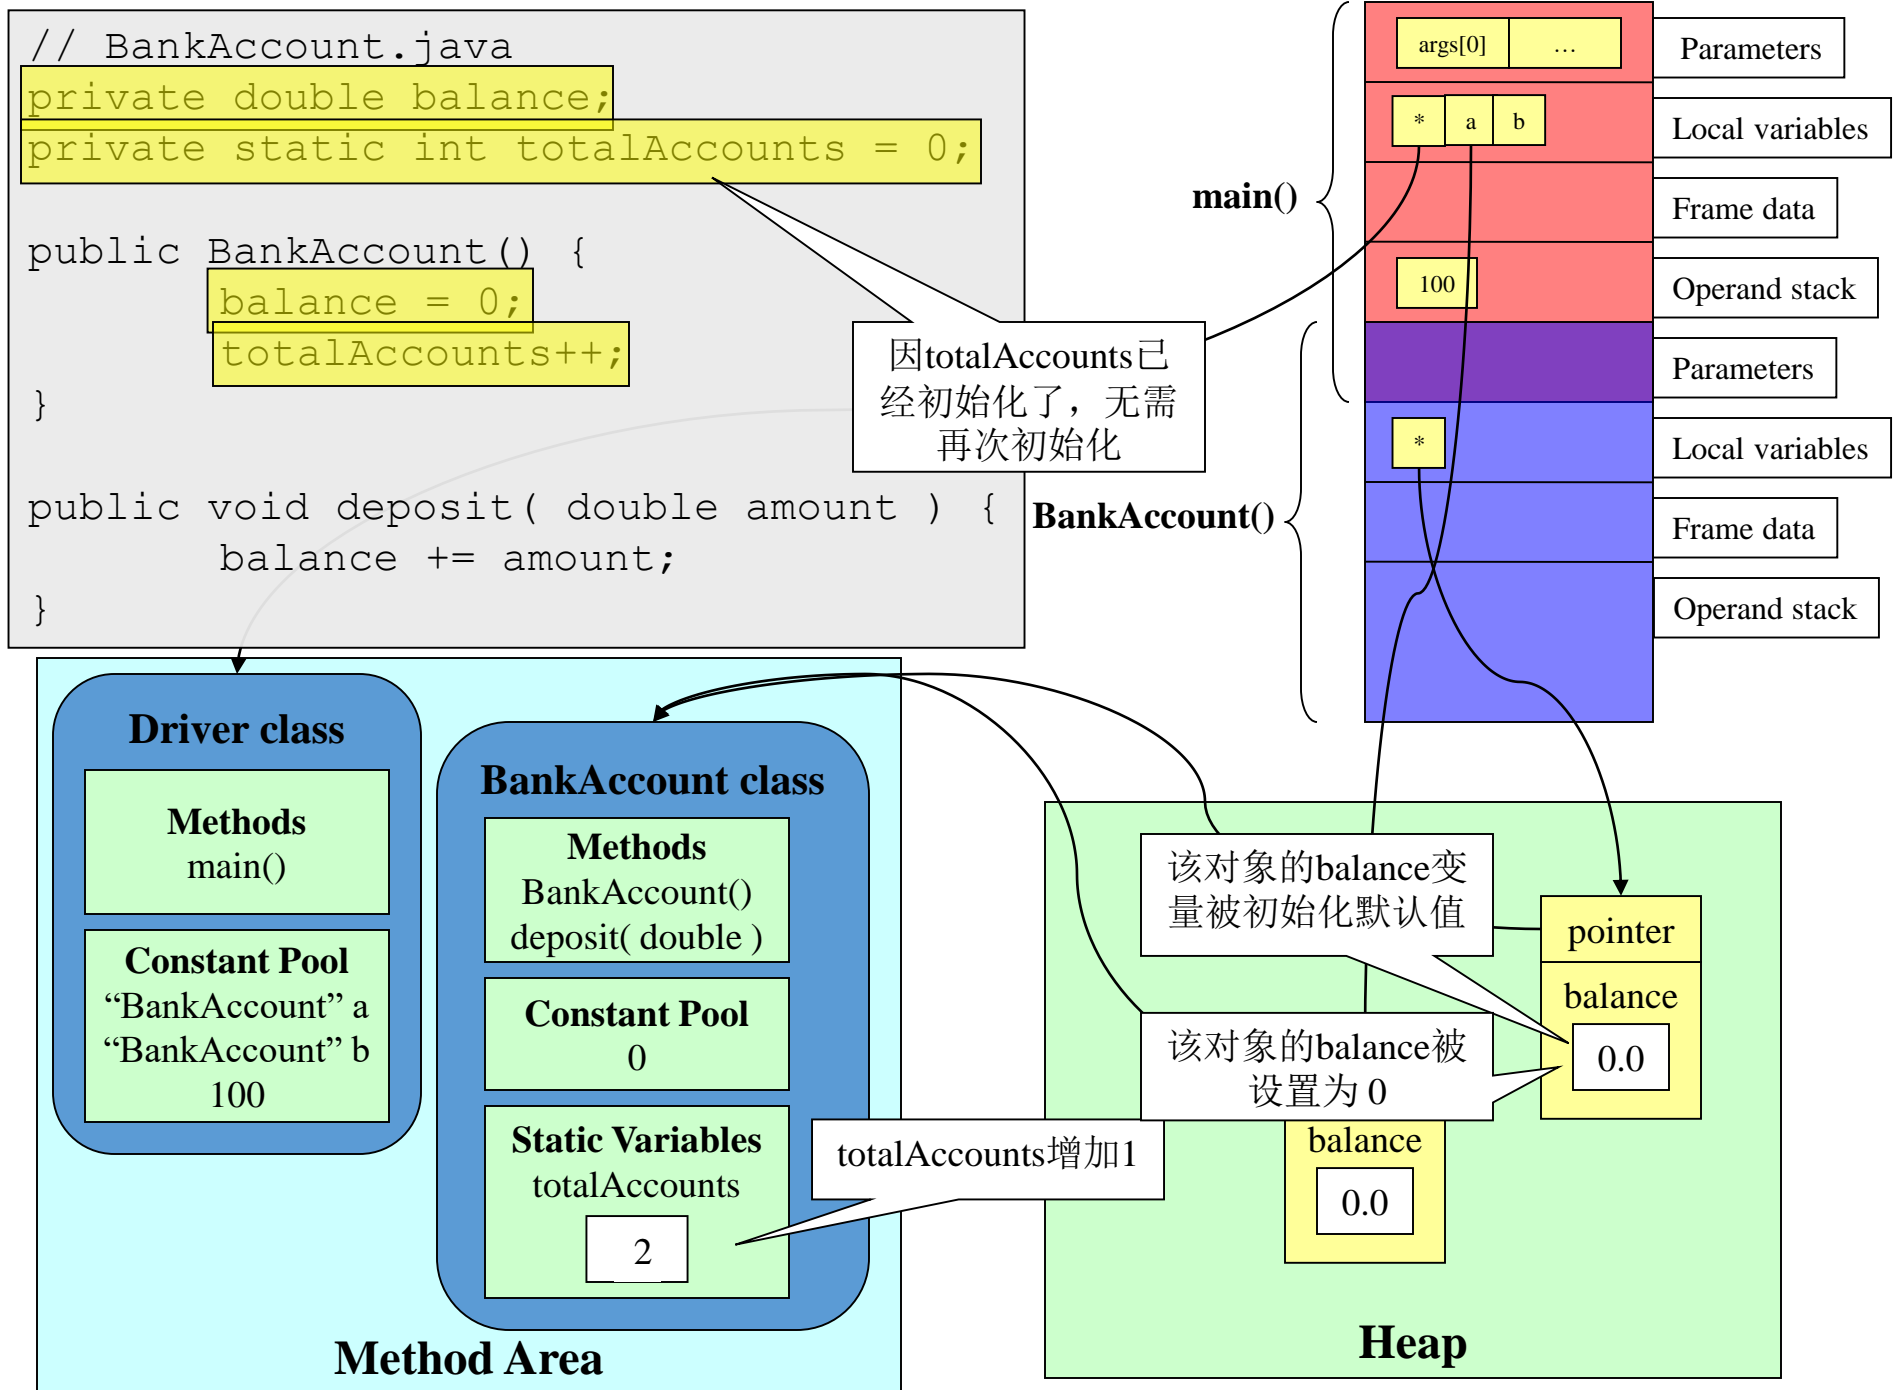 // BankAccount.java
private double balance;
private static int totalAccounts = 0;
public BankAccount() {
balance = 0;
totalAccounts++;
}
public void deposit( double amount ) {
balance += amount;
}
因totalAccounts已
经初始化了，无需
再次初始化
main()
BankAccount()
args[0] …
* a b
100
*
Parameters
Local variables
Frame data
Operand stack
Parameters
Local variables
Frame data
Operand stack
Driver class
Methods
main()
Constant Pool
“BankAccount” a
“BankAccount” b
100
BankAccount class
Methods
BankAccount()
deposit( double )
Constant Pool
0
Static Variables
totalAccounts
2
Method Area
totalAccounts增加1
该对象的balance变
量被初始化默认值
该对象的balance被
设置为 0
pointer
balance
0.0
balance
0.0
Heap